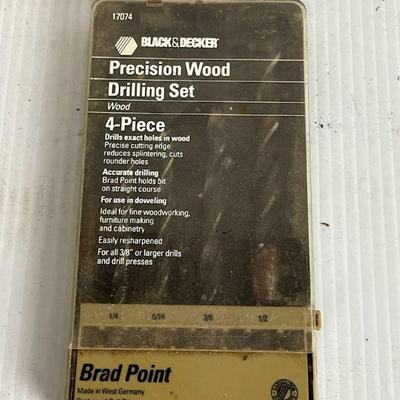 17074
BLACK & DECKER
Precision Wood
Drilling Set
Wood
4-Piece
Drills exact holes in wood
Precise cutting edge
reduces splintering, cuts
rounder holes
Accurate drilling
Brad Point holds bit
on straight course
For use in doweling
Ideal for fine woodworking,
furniture making
and cabinetry
Easily resharpened
For all 3/8" or larger drills
and drill presses
1/4 5/16 3/8 1/2
Brad Point
Made in West Germany